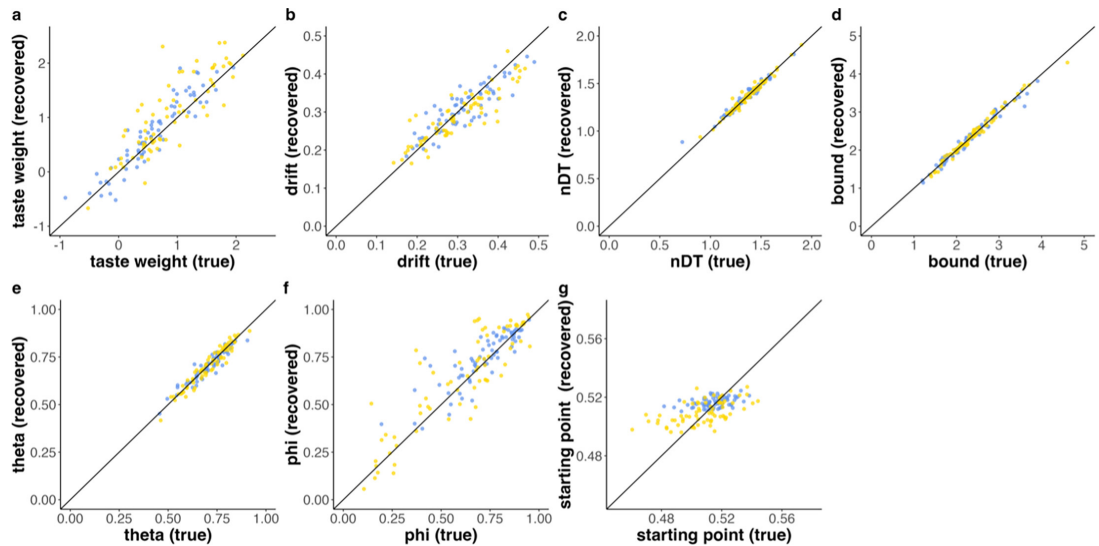 a
taste weight (recovered)
2
1
0
-1
-1 0 1 2
taste weight (true)
b
drift (recovered)
0.5
0.4
0.3
0.2
0.1
0.0
0.0 0.1 0.2 0.3 0.4 0.5
drift (true)
c
nDT (recovered)
2.0
1.5
1.0
0.5
0.0
0.0 0.5 1.0 1.5 2.0
nDT (true)
d
bound (recovered)
5
4
3
2
1
0
0 1 2 3 4 5
bound (true)
e
theta (recovered)
1.00
0.75
0.50
0.25
0.00
0.00 0.25 0.50 0.75 1.00
theta (true)
f
phi (recovered)
1.00
0.75
0.50
0.25
0.00
0.00 0.25 0.50 0.75 1.00
phi (true)
g
starting point (recovered)
0.56
0.52
0.48
0.48 0.52 0.56
starting point (true)